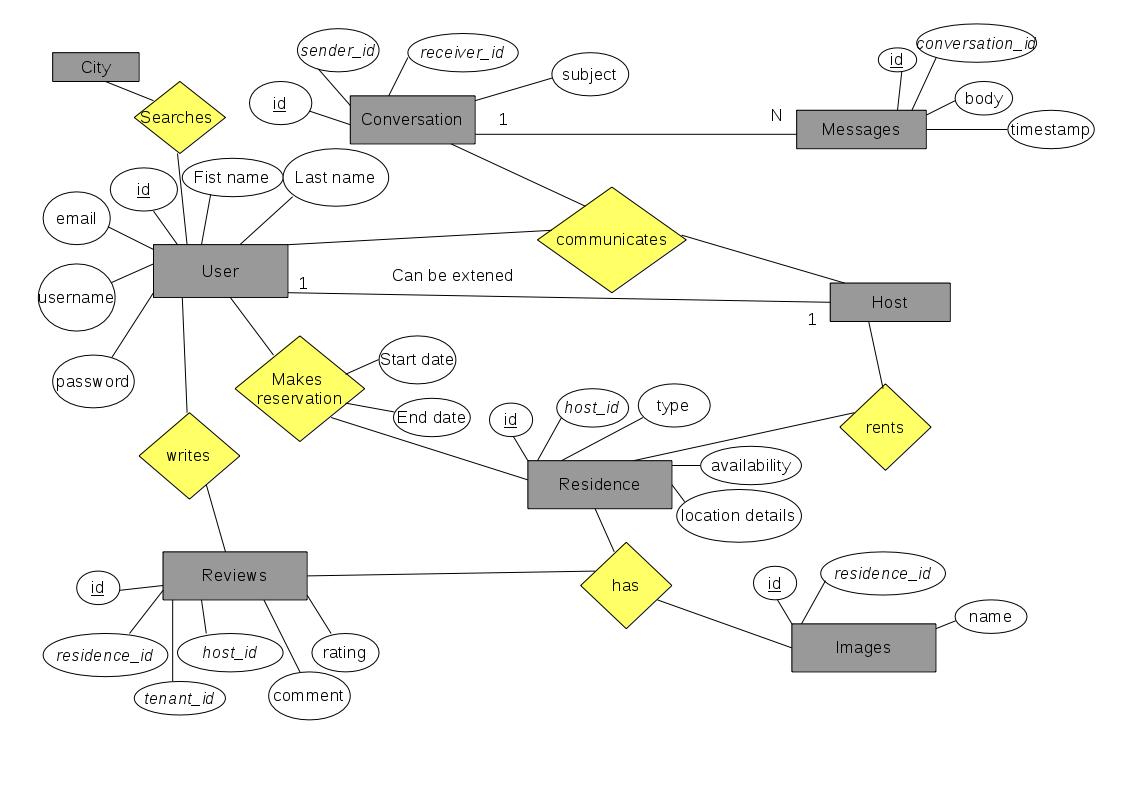 City
Searches
sender_id
receiver_id
subject
id
Conversation
1
N
id
conversation_id
body
Messages
timestamp
id
Fist name
Last name
email
username
password
User
1
communicates
Can be extened
1
Host
Makes
reservation
Start date
End date
writes
id
host_id
type
availability
location details
Residence
rents
Reviews
id
residence_id
tenant_id
host_id
comment
rating
has
id
residence_id
name
Images